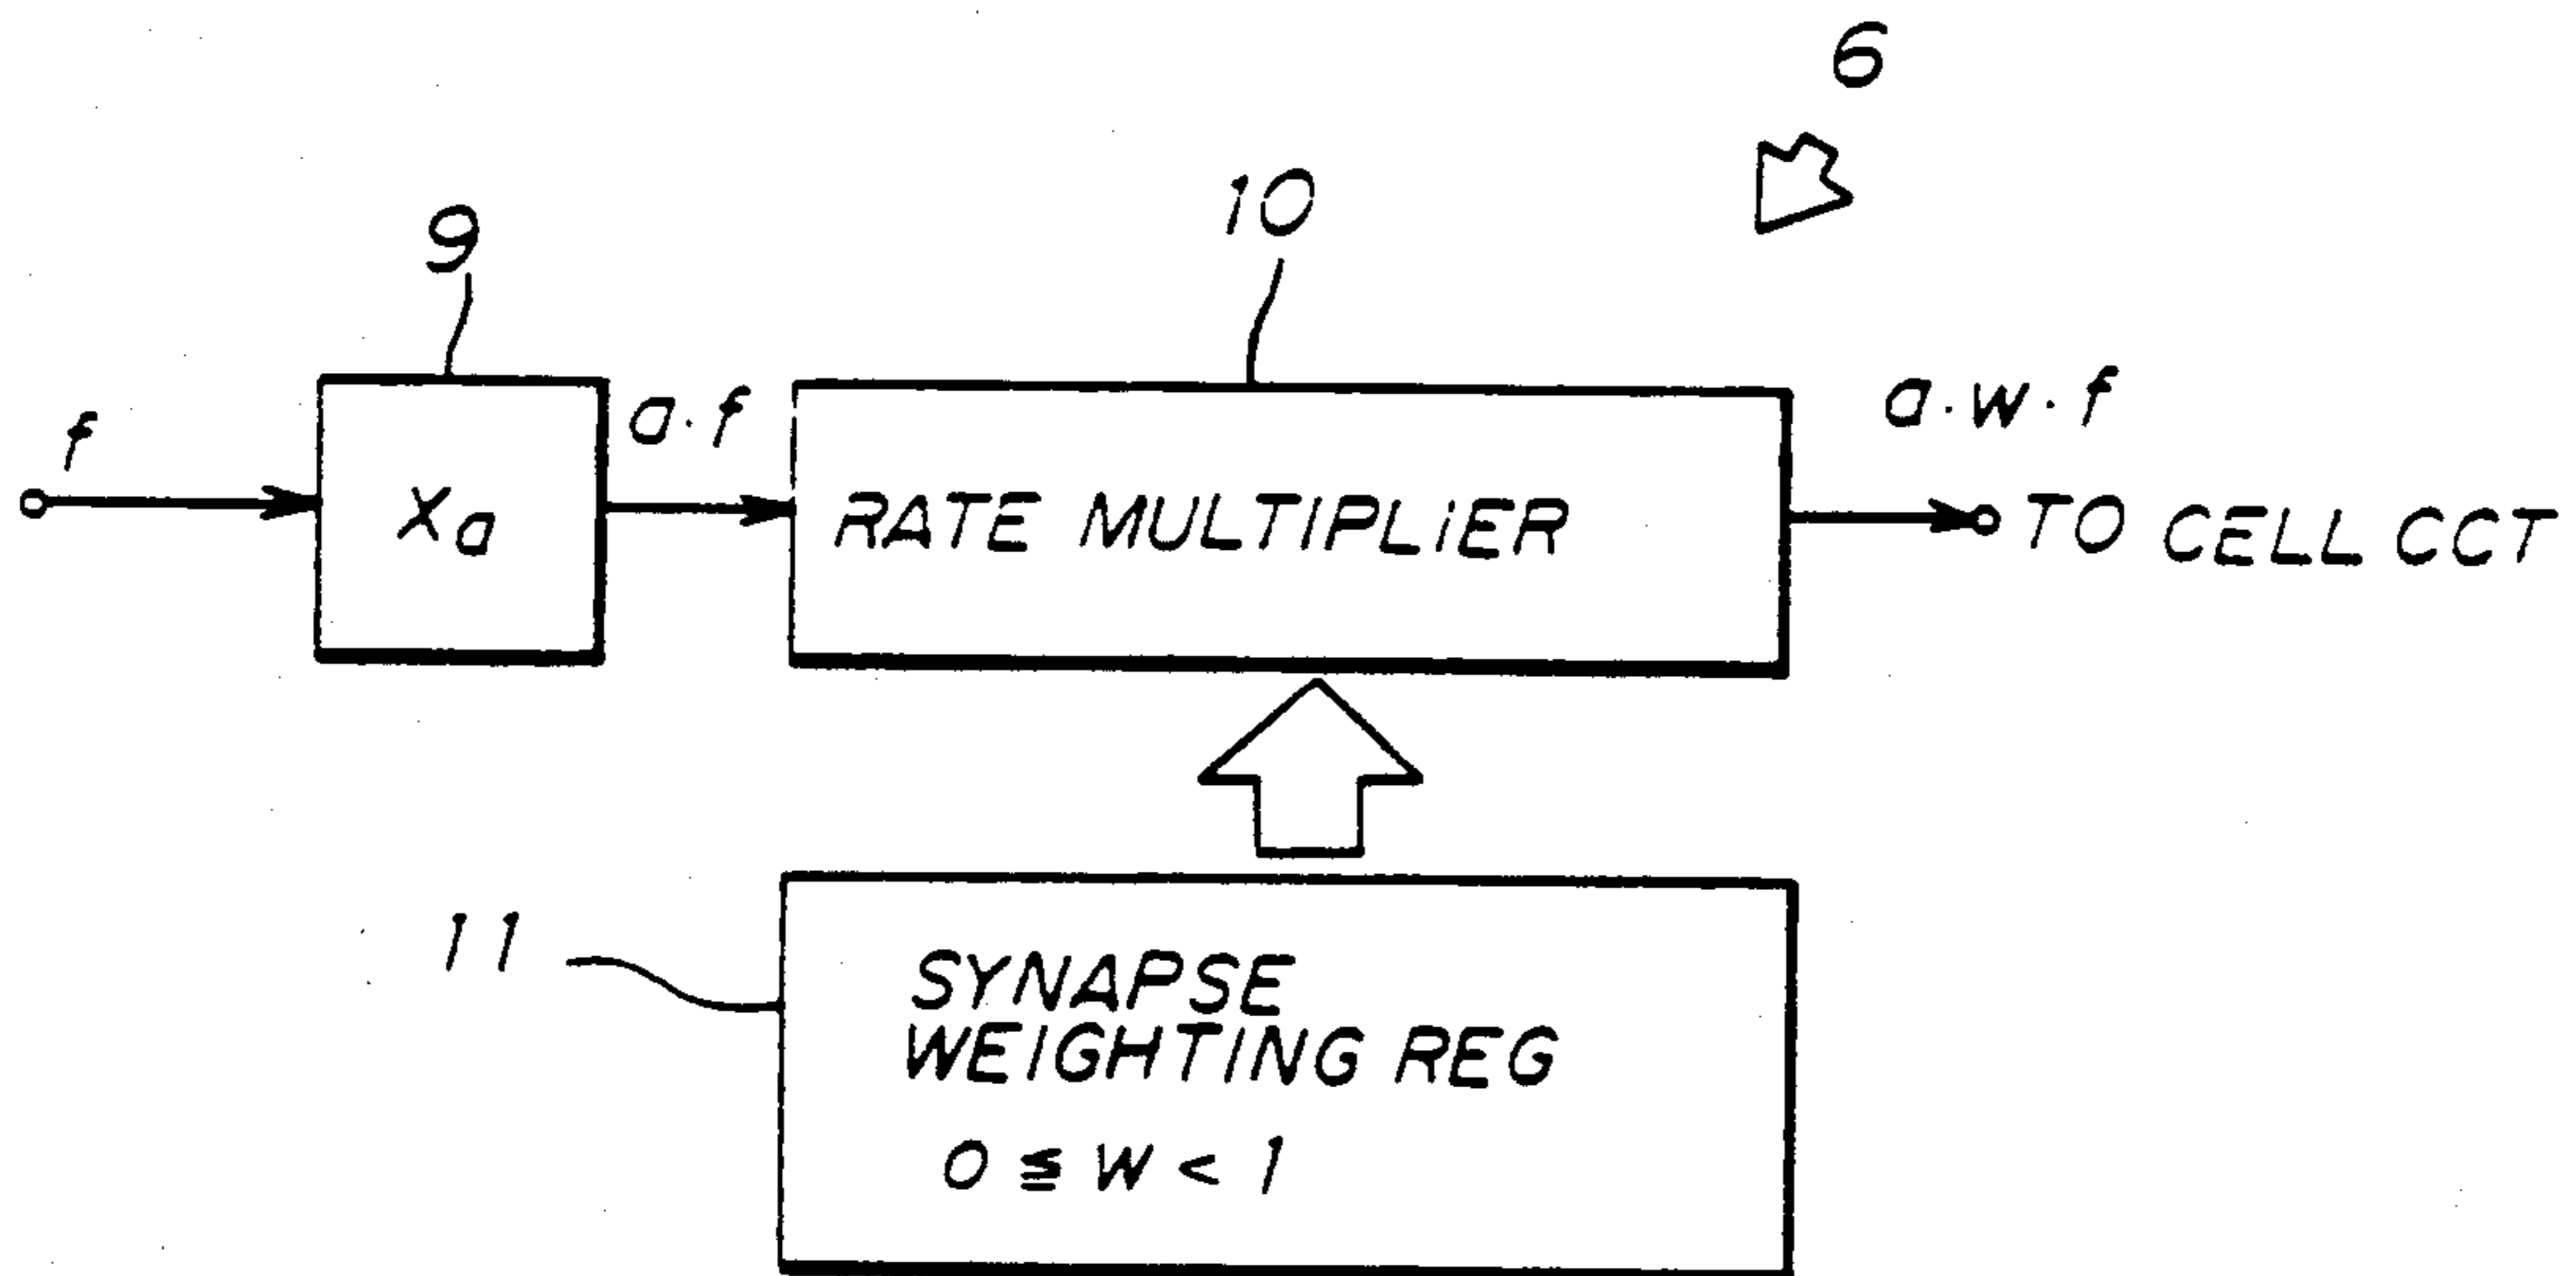 6
10
9
f
a·f
a·w·f
Xa
RATE MULTIPLIER
TO CELL CCT
11
SYNAPSE
WEIGHTING REG
0 ≦ w < 1